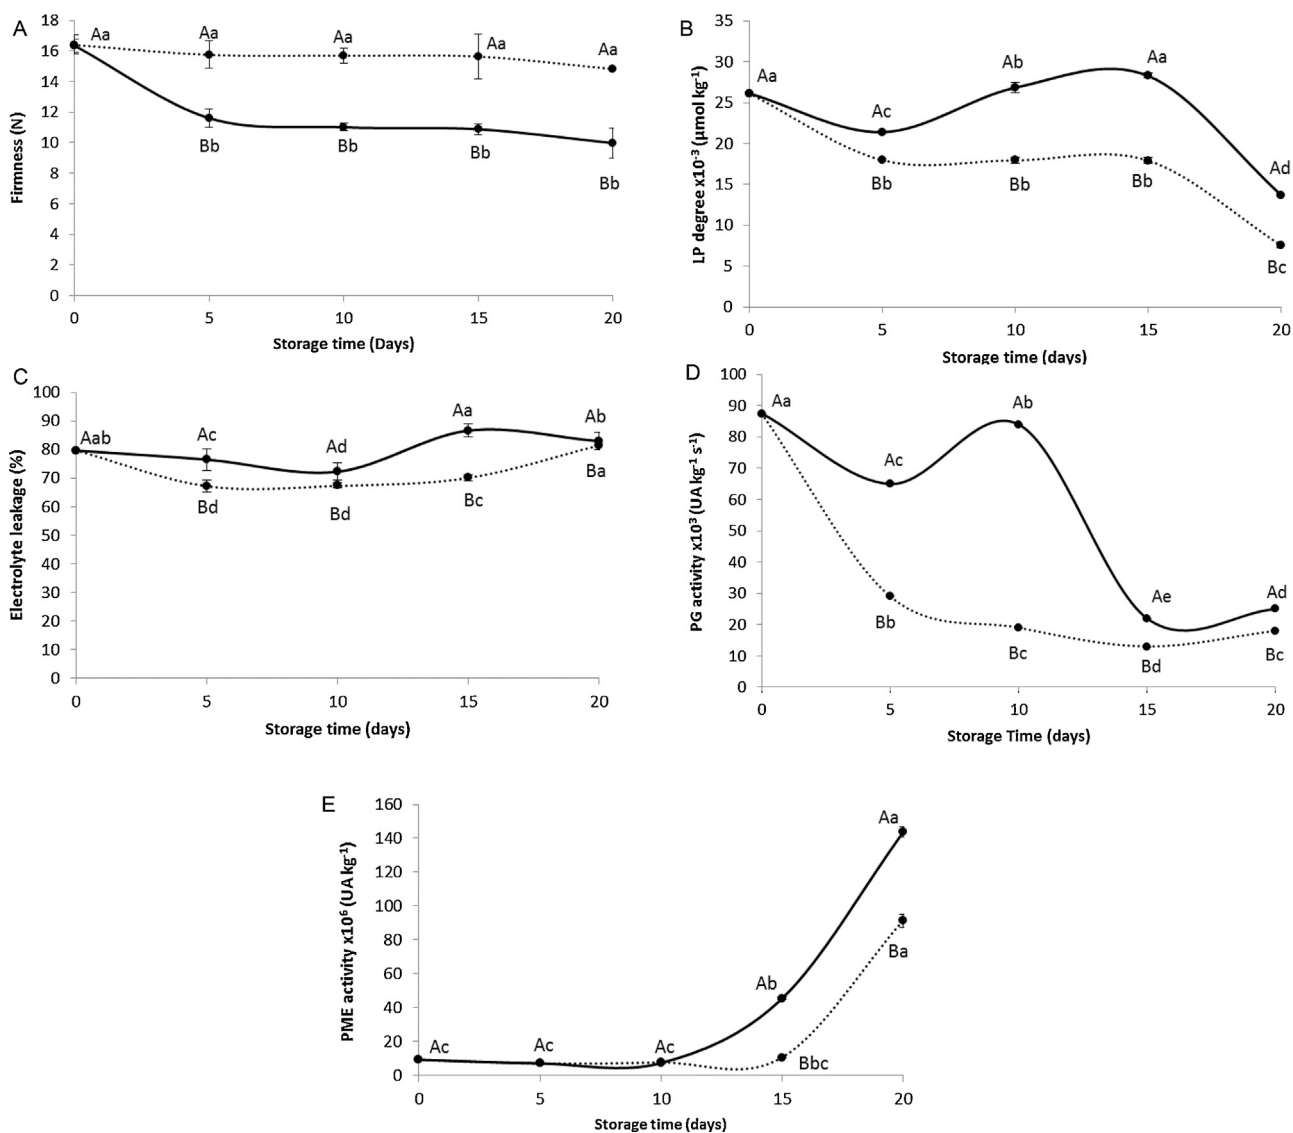 A
Firmness (N)
18
16
14
12
10
8
6
4
2
0
Aa
Aa
Aa
Aa
Aa
Bb
Bb
Bb
Bb
0 5 10 15 20
Storage time (Days)
B
LP degree x10⁻³ (µmol kg⁻¹)
35
30
25
20
15
10
5
0
Aa
Ac
Ab
Aa
Ad
Bb
Bb
Bb
Bc
0 5 10 15 20
Storage time (days)
C
Electrolyte leakage (%)
100
90
80
70
60
50
40
30
20
10
0
Aab
Ac
Ad
Aa
Ab
Bd
Bd
Bc
Ba
0 5 10 15 20
Storage time (days)
D
PG activity x10³ (UA kg⁻¹ s⁻¹)
100
90
80
70
60
50
40
30
20
10
0
Aa
Ac
Ab
Ae
Ad
Bb
Bc
Bd
Bc
0 5 10 15 20
Storage Time (days)
E
PME activity x10⁶ (UA kg⁻¹)
160
140
120
100
80
60
40
20
0
Ac
Ac
Ac
Ab
Aa
Bbc
Ba
0 5 10 15 20
Storage time (days)